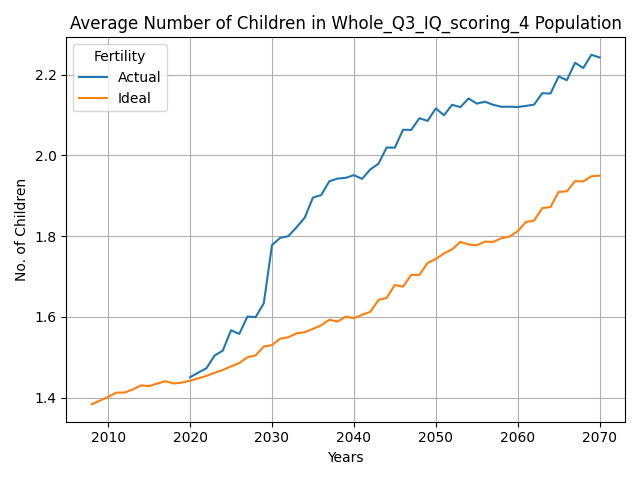 Average Number of Children in Whole_Q3_IQ_scoring_4 Population
Fertility
Actual
Ideal
No. of Children
2.2
2.0
1.8
1.6
1.4
2010 2020 2030 2040 2050 2060 2070
Years